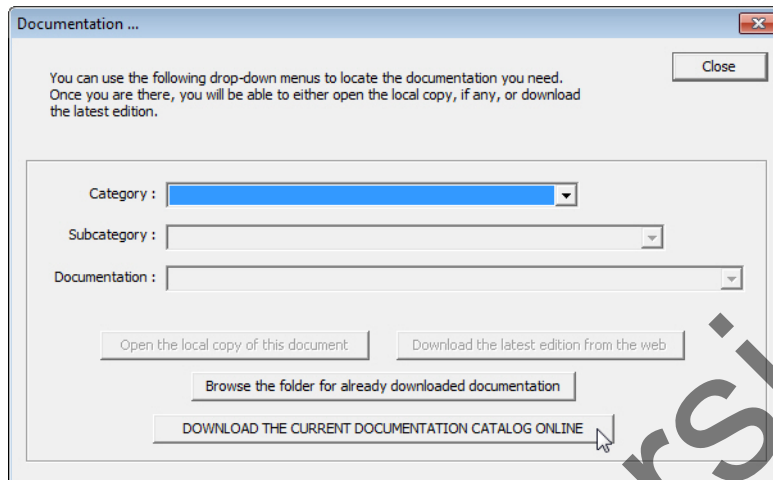 Documentation ...
Close
You can use the following drop-down menus to locate the documentation you need.
Once you are there, you will be able to either open the local copy, if any, or download
the latest edition.
Category :
Subcategory :
Documentation :
Open the local copy of this document
Download the latest edition from the web
Browse the folder for already downloaded documentation
DOWNLOAD THE CURRENT DOCUMENTATION CATALOG ONLINE